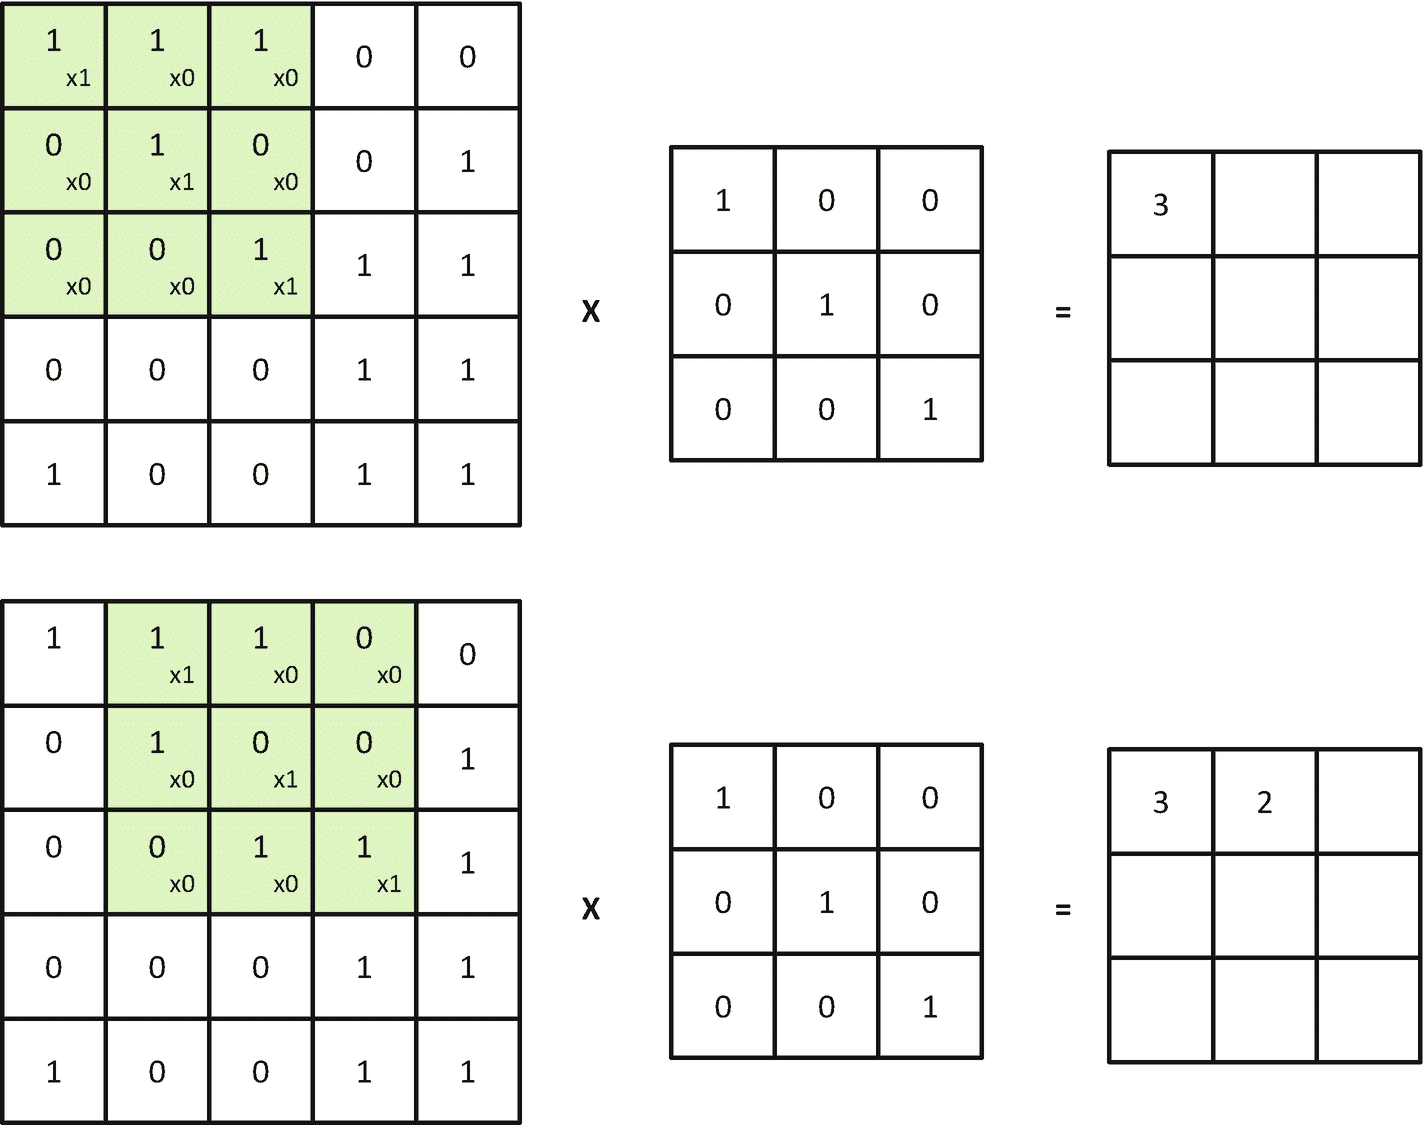 1 x1 1 x0 1 x0 0 0
0 x0 1 x1 0 x0 0 1
0 x0 0 x0 1 x1 1 1
0 0 0 1 1
1 0 0 1 1
X
1 0 0
0 1 0
0 0 1
=
3
1 1 x1 1 x0 0 x0 0
0 1 x0 0 x1 0 x0 1
0 0 x0 1 x0 1 x1 1
0 0 0 1 1
1 0 0 1 1
X
1 0 0
0 1 0
0 0 1
=
3 2